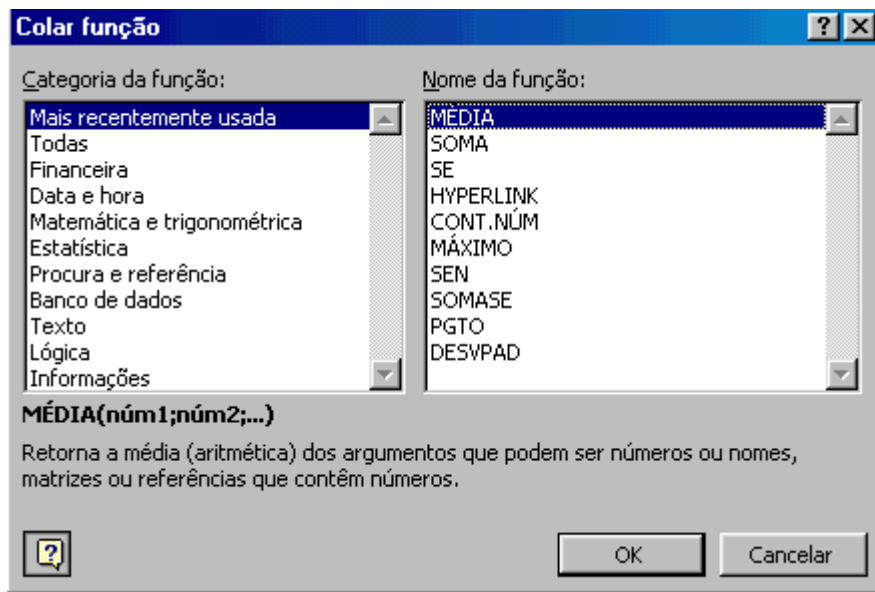 Colar função
Categoria da função:
Mais recentemente usada
Todas
Financeira
Data e hora
Matemática e trigonométrica
Estatística
Procura e referência
Banco de dados
Texto
Lógica
Informações
Nome da função:
MÉDIA
SOMA
SE
HYPERLINK
CONT.NÚM
MÁXIMO
SEN
SOMASE
PGTO
DESVPAD
MÉDIA(núm1;núm2;...)
Retorna a média (aritmética) dos argumentos que podem ser números ou nomes,
matrizes ou referências que contêm números.
OK
Cancelar